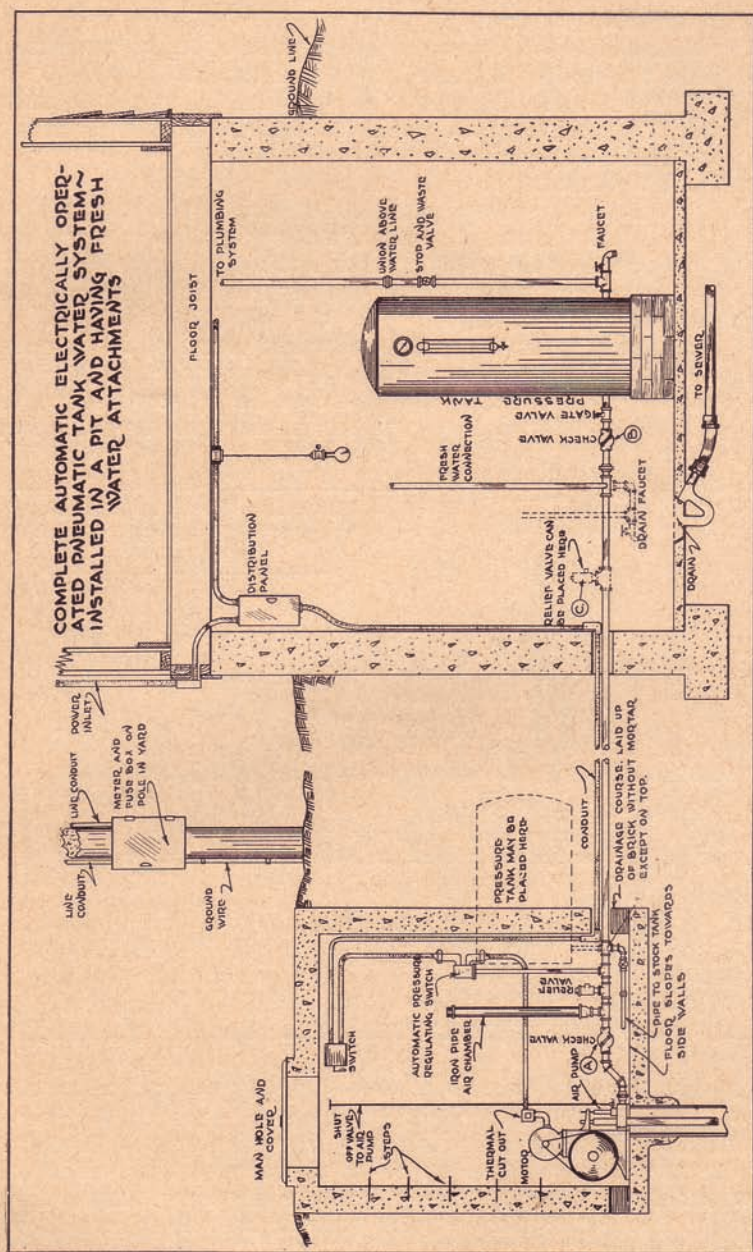 COMPLETE AUTOMATIC ELECTRICALLY OPER-
ATED PNEUMATIC TANK WATER SYSTEM~
INSTALLED IN A PIT AND HAVING FRESH
WATER ATTACHMENTS
GROUND LINE
FLOOR JOIST
TO PLUMBING
SYSTEM
UNION ABOVE
WATER LINE
STOP AND WASTE
VALVE
FAUCET
PRESSURE TANK
GATE VALVE
CHECK VALVE
B
FRESH WATER
CONNECTION
DRAIN FAUCET
TO SEWER
DRAIN
RELIEF VALVE CAN
BE PLACED HERE
C
DISTRIBUTION
PANEL
POWER
INLET
LINE CONDUIT
METER AND
FUSE BOX ON
POLE IN YARD
LINE
CONDUIT
GROUND
WIRE
PRESSURE
TANK MAY BE
PLACED HERE
CONDUIT
DRAINAGE COURSE. LAID UP
OF BRICK WITHOUT MORTAR
EXCEPT ON TOP.
MAN HOLE AND
COVER
SWITCH
AUTOMATIC PRESSURE
REGULATING SWITCH
RELIEF
VALVE
IRON PIPE
AIR CHAMBER
CHECK VALVE
A
PIPE TO STOCK TANK
FLOOR SLOPES TOWARDS
SIDE WALLS
SHUT
OFF VALVE
TO AIR
PUMP
STEPS
THERMAL
CUT OUT
MOTOR
AIR PUMP